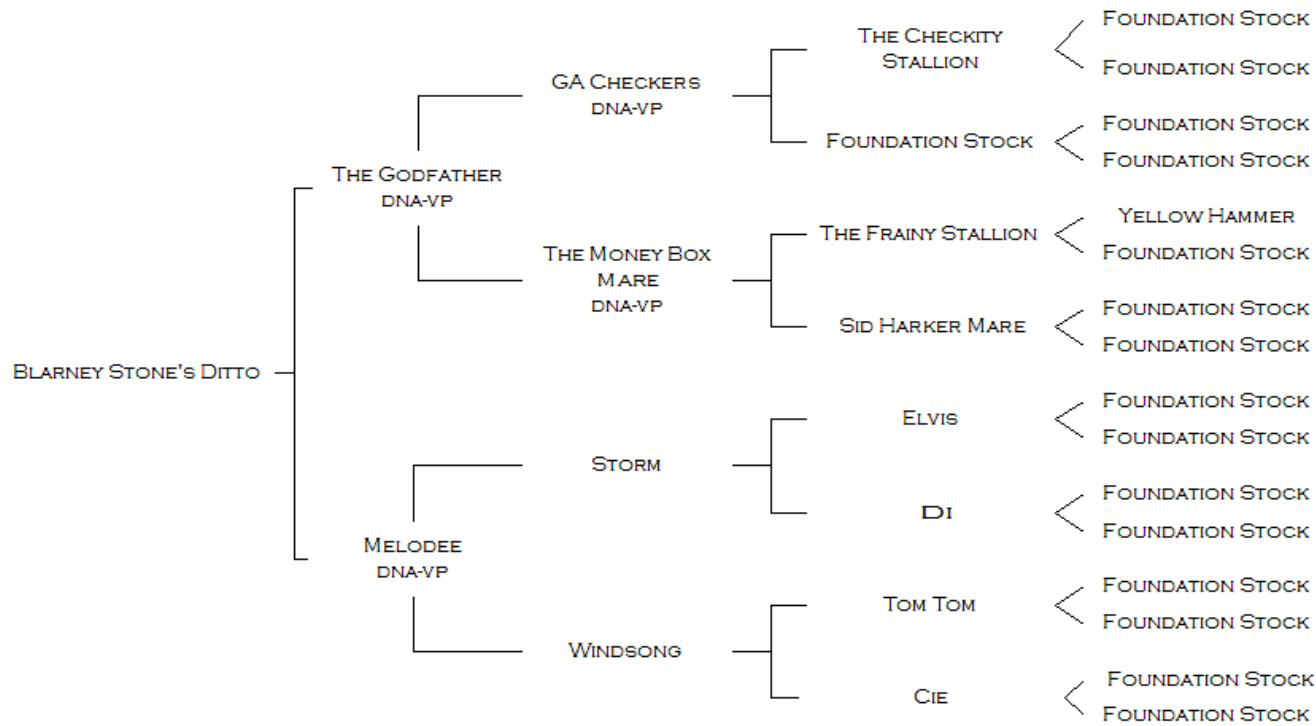 Foundation Stock
The Checkity
Stallion
Foundation Stock
GA Checkers
DNA-VP
Foundation Stock
Foundation Stock
Foundation Stock
The Godfather
DNA-VP
Yellow Hammer
The Frainy Stallion
Foundation Stock
The Money Box
Mare
DNA-VP
Foundation Stock
Sid Harker Mare
Foundation Stock
Blarney Stone's Ditto
Foundation Stock
Elvis
Foundation Stock
Storm
Foundation Stock
Di
Foundation Stock
Melodee
DNA-VP
Foundation Stock
Tom Tom
Foundation Stock
Windsong
Foundation Stock
Cie
Foundation Stock